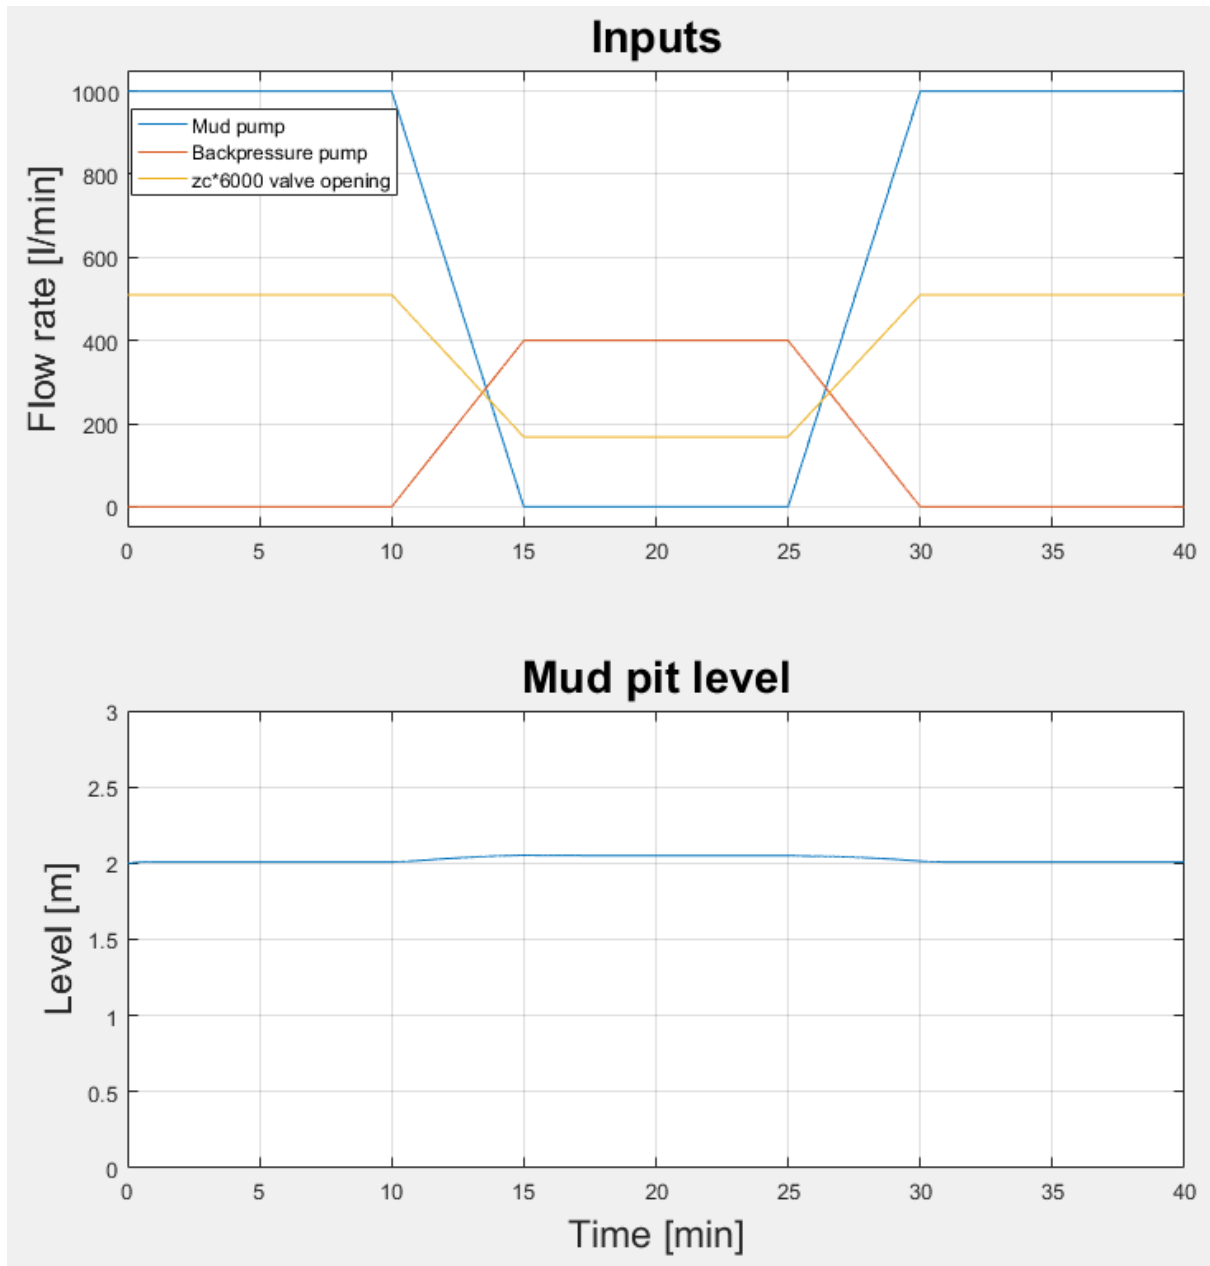 Inputs
1000
800
600
400
200
0
Flow rate [l/min]
Mud pump
Backpressure pump
zc*6000 valve opening
0 5 10 15 20 25 30 35 40
Mud pit level
3
2.5
2
1.5
1
0.5
0
Level [m]
0 5 10 15 20 25 30 35 40
Time [min]